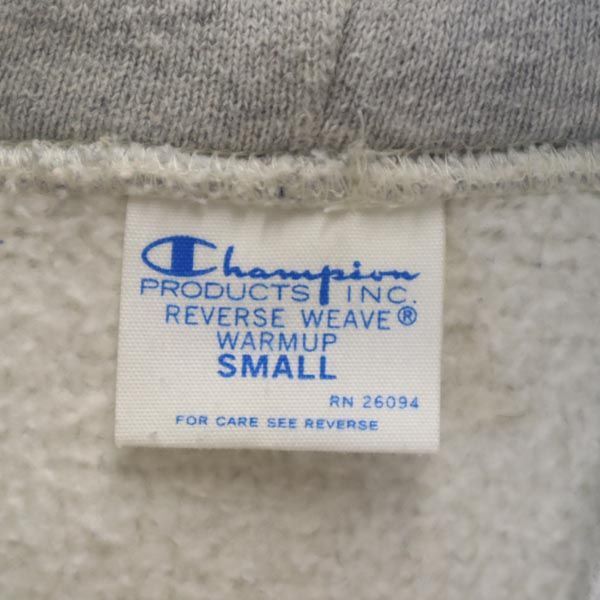 Champion
PRODUCTS INC.
REVERSE WEAVE®
WARMUP
SMALL
RN 26094
FOR CARE SEE REVERSE